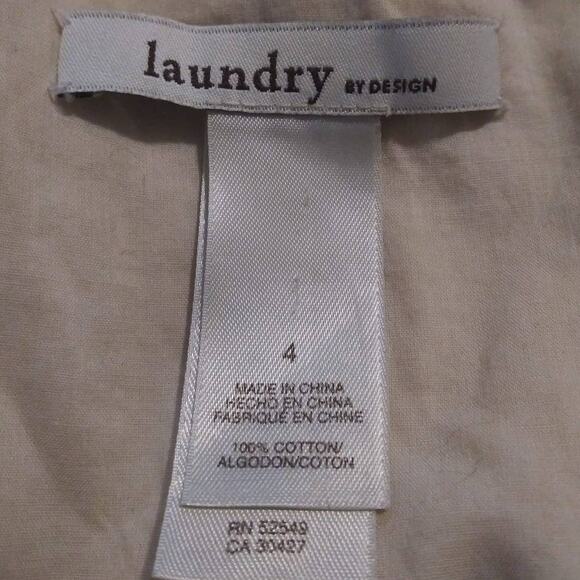 laundry BY DESIGN
4
MADE IN CHINA
HECHO EN CHINA
FABRIQUÉ EN CHINE
100% COTTON/
ALGODON/COTON
RN 52549
CA 30427